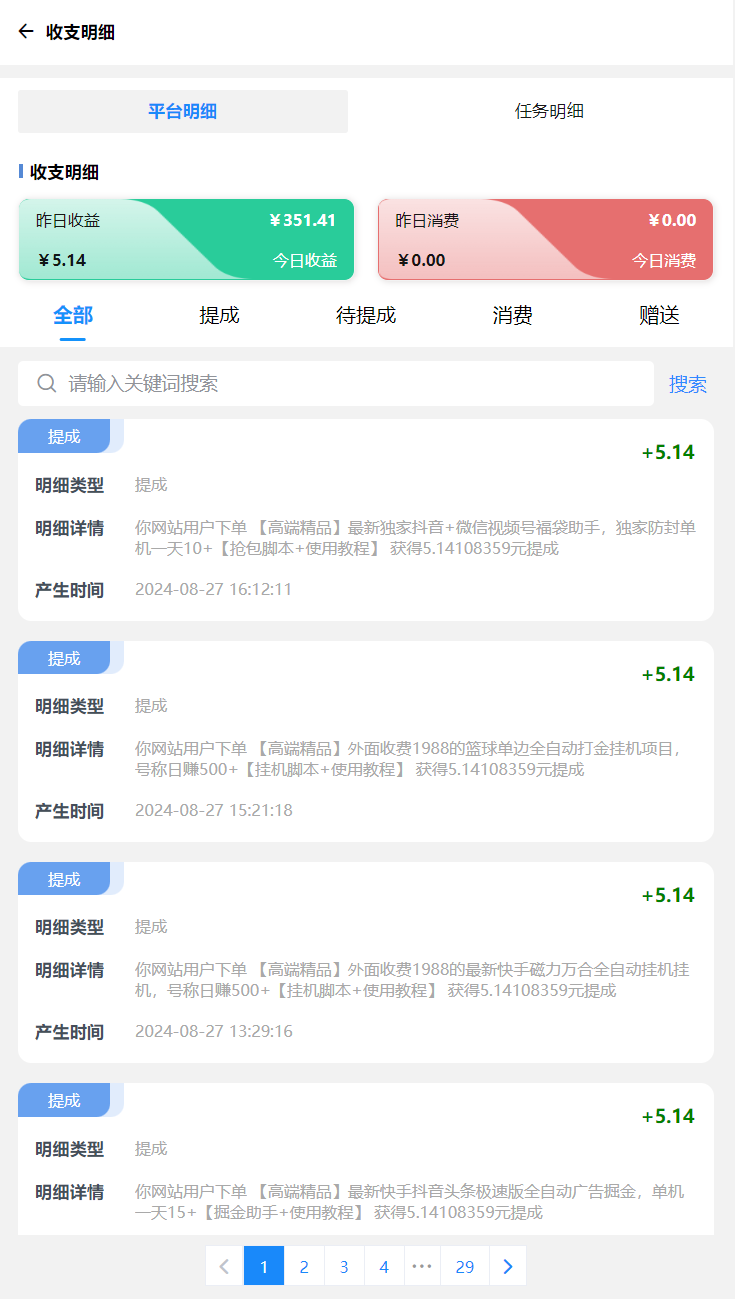 收支明细
平台明细
任务明细
收支明细
昨日收益
¥351.41
¥5.14
今日收益
昨日消费
¥0.00
¥0.00
今日消费
全部
提成
待提成
消费
赠送
请输入关键词搜索
搜索
提成
+5.14
明细类型
提成
明细详情
你网站用户下单 【高端精品】最新独家抖音+微信视频号福袋助手，独家防封单
机一天10+【抢包脚本+使用教程】 获得5.14108359元提成
产生时间
2024-08-27 16:12:11
提成
+5.14
明细类型
提成
明细详情
你网站用户下单 【高端精品】外面收费1988的篮球单边全自动打金挂机项目，
号称日赚500+【挂机脚本+使用教程】 获得5.14108359元提成
产生时间
2024-08-27 15:21:18
提成
+5.14
明细类型
提成
明细详情
你网站用户下单 【高端精品】外面收费1988的最新快手磁力万合全自动挂机挂
机，号称日赚500+【挂机脚本+使用教程】 获得5.14108359元提成
产生时间
2024-08-27 13:29:16
提成
+5.14
明细类型
提成
明细详情
你网站用户下单 【高端精品】最新快手抖音头条极速版全自动广告掘金，单机
一天15+【掘金助手+使用教程】 获得5.14108359元提成
1 2 3 4 ••• 29